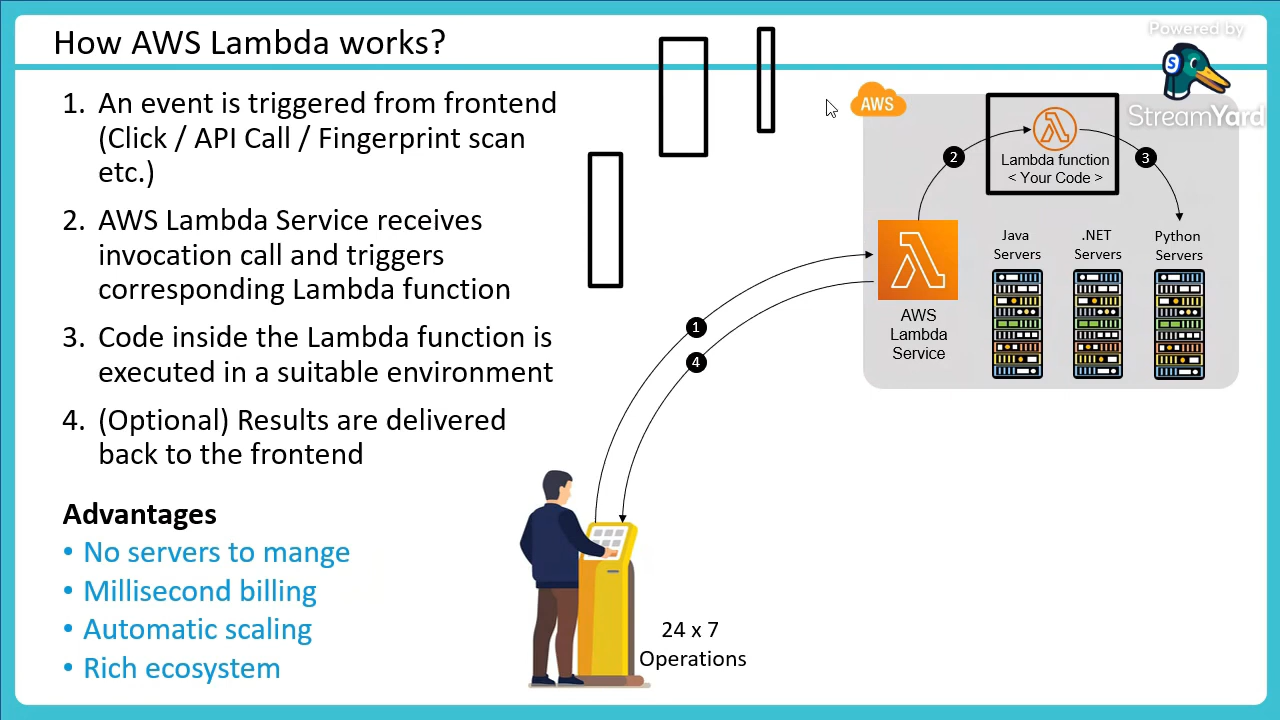 How AWS Lambda works?
Powered by
StreamYard
1. An event is triggered from frontend
(Click / API Call / Fingerprint scan
etc.)
2. AWS Lambda Service receives
invocation call and triggers
corresponding Lambda function
3. Code inside the Lambda function is
executed in a suitable environment
4. (Optional) Results are delivered
back to the frontend
Advantages
• No servers to mange
• Millisecond billing
• Automatic scaling
• Rich ecosystem
AWS
S
2
Lambda function
< Your Code >
3
Java
Servers
.NET
Servers
Python
Servers
AWS
Lambda
Service
1
4
24 x 7
Operations